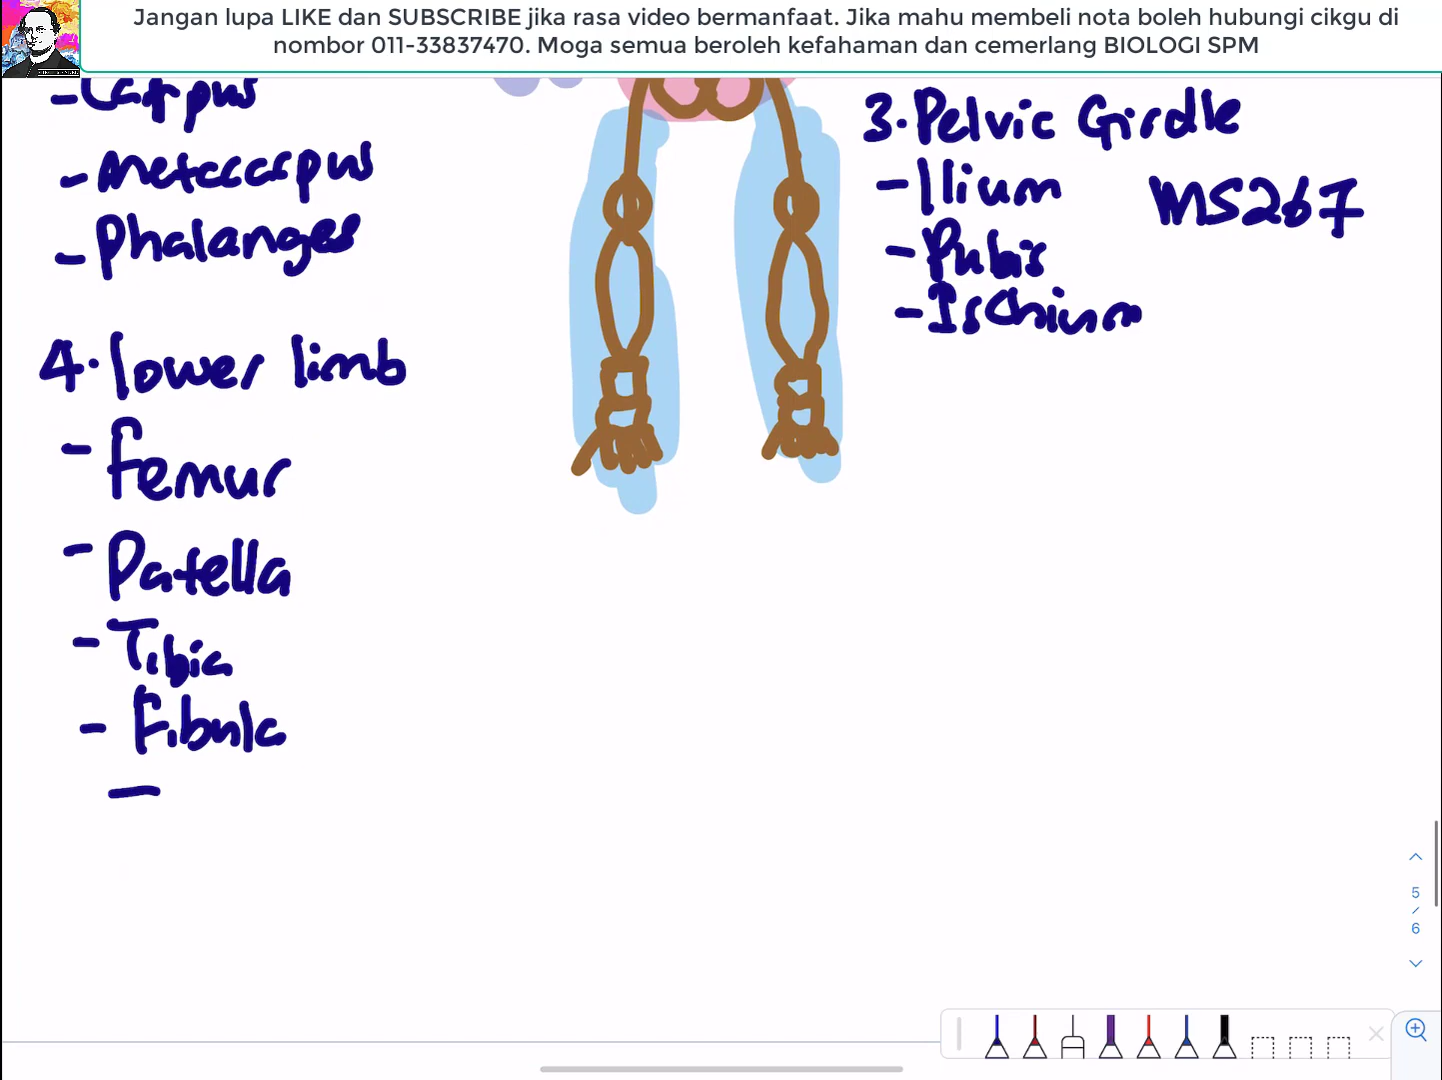 Jangan lupa LIKE dan SUBSCRIBE jika rasa video bermanfaat. Jika mahu membeli nota boleh hubungi cikgu di
nombor 011-33837470. Moga semua beroleh kefahaman dan cemerlang BIOLOGI SPM
- Carpus
- Metacarpus
- Phalanges
4. lower limb
- Femur
- Patella
- Tibia
- Fibula
-
3. Pelvic Girdle
- Ilium
MS267
- Pubis
- Ischium
5
/
6